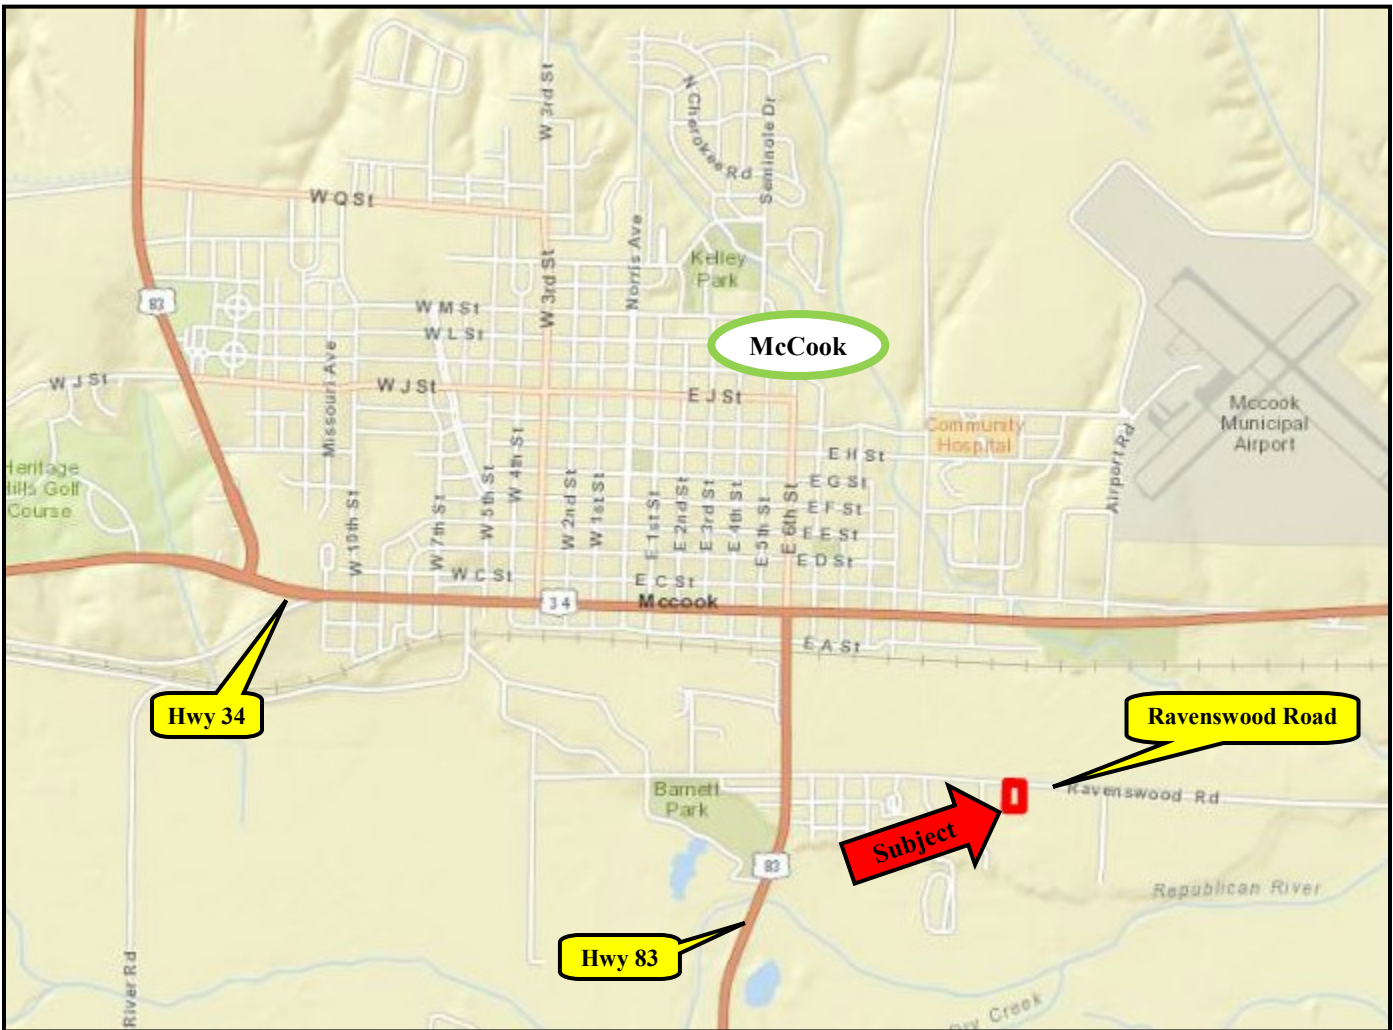 W 3rd St
N Cherokee Rd
Seminole Dr
W Q St
Norris Ave
Kelley
Park
W 3rd St
83
W M St
W L St
McCook
Missouri Ave
W J St
W J St
E J St
Mccook
Municipal
Airport
Community
Hospital
Airport Rd
E H St
Heritage
Hills Golf
Course
W 4th St
W 5th St
W 7th St
W 10th St
W 2nd St
W 1st St
E 1st St
E 2nd St
E 3rd St
E 4th St
E 5th St
E 6th St
E G St
E F St
E E St
E D St
W C St
E C St
34
Mccook
E A St
Hwy 34
Ravenswood Road
Barnett
Park
Ravenswood Rd
Subject
83
Republican River
Hwy 83
River Rd
Dry Creek